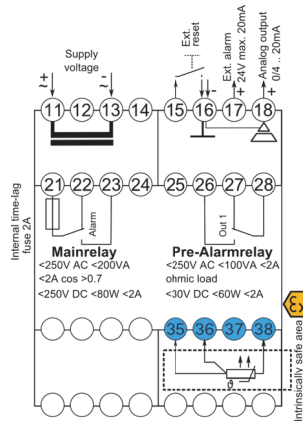 Supply
voltage
Ext.
reset
Ext. alarm
24V max. 20mA
Analog output
0/4 .. 20mA
+ - - + +
~ ~
11 12 13 14 15 16 17 18
21 22 23 24 25 26 27 28
Internal time-lag
fuse 2A
Alarm
Out 1
Mainrelay
<250V AC <200VA
<2A cos >0.7
<250V DC <80W <2A
Pre-Alarmrelay
<250V AC <100VA <2A
ohmic load
<30V DC <60W <2A
εx
35 36 37 38
ϑ
Intrinsically safe area